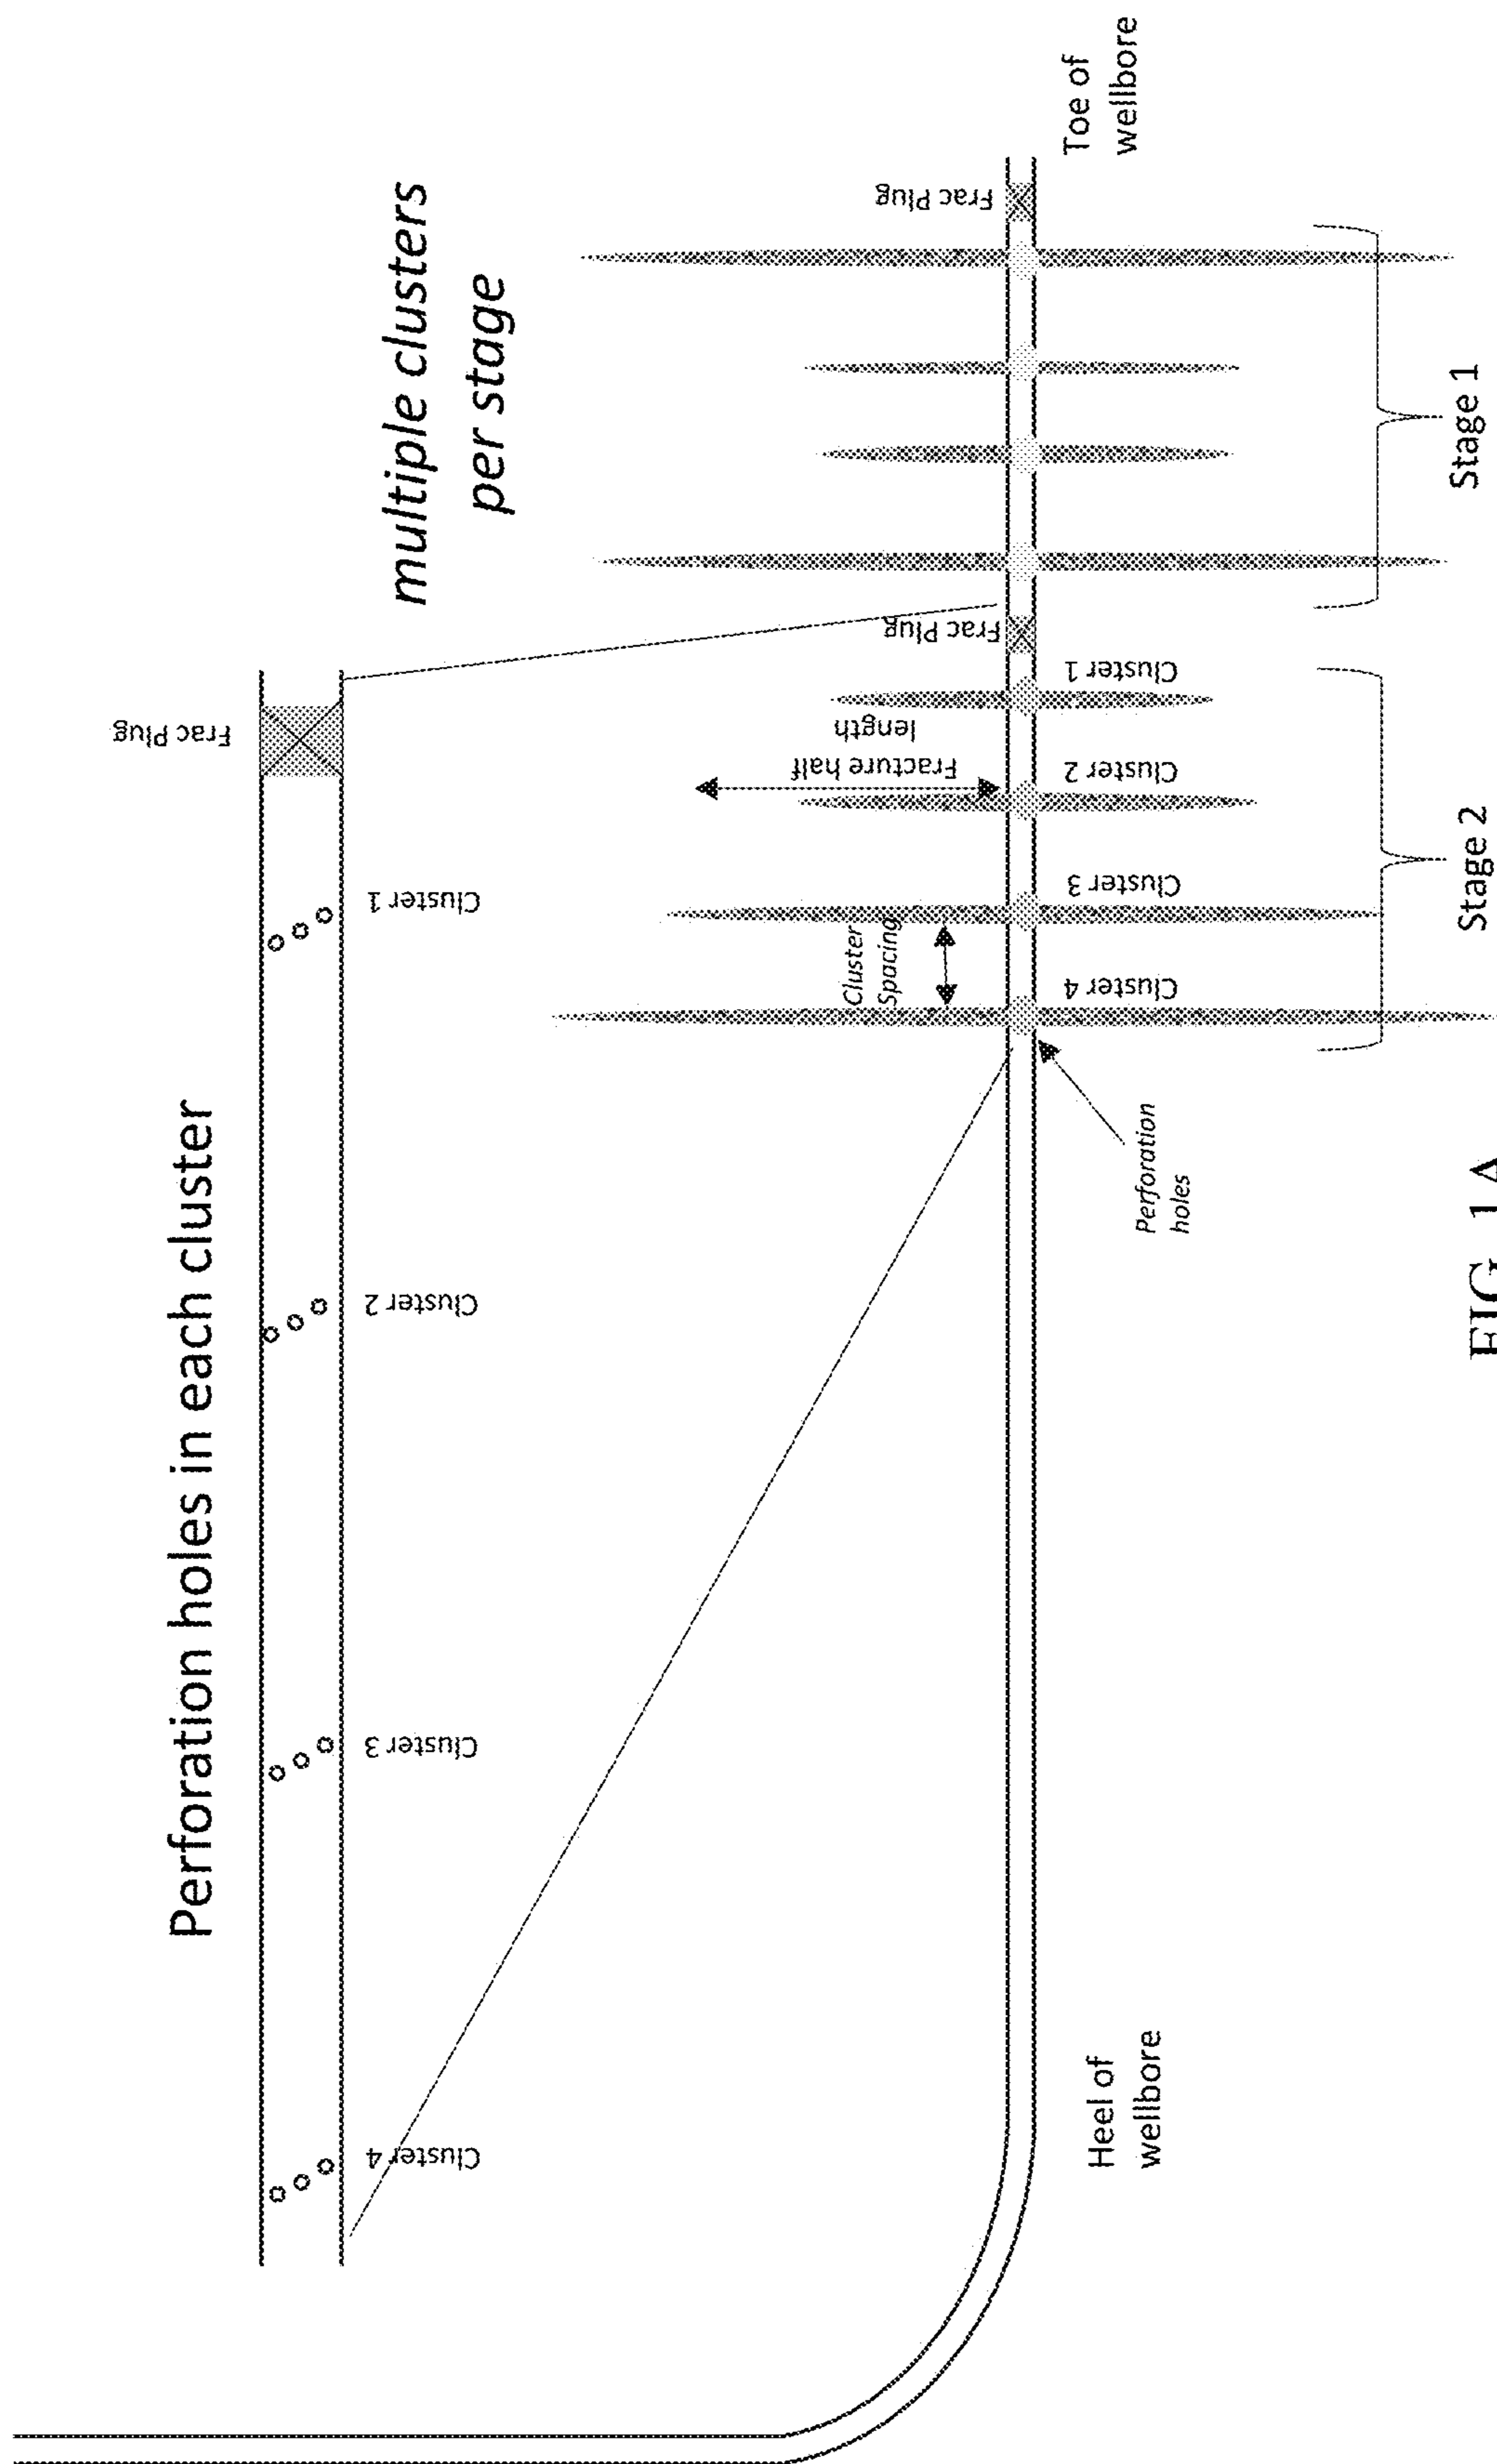 Perforation holes in each cluster
Frac Plug
Cluster 4
Cluster 3
Cluster 2
Cluster 1
multiple clusters
per stage
Fracture half
length
Cluster
Spacing
Frac Plug
Frac Plug
Cluster 4
Cluster 3
Cluster 2
Cluster 1
Heel of
wellbore
Perforation
holes
Toe of
wellbore
Stage 2
Stage 1
FIG. 1A